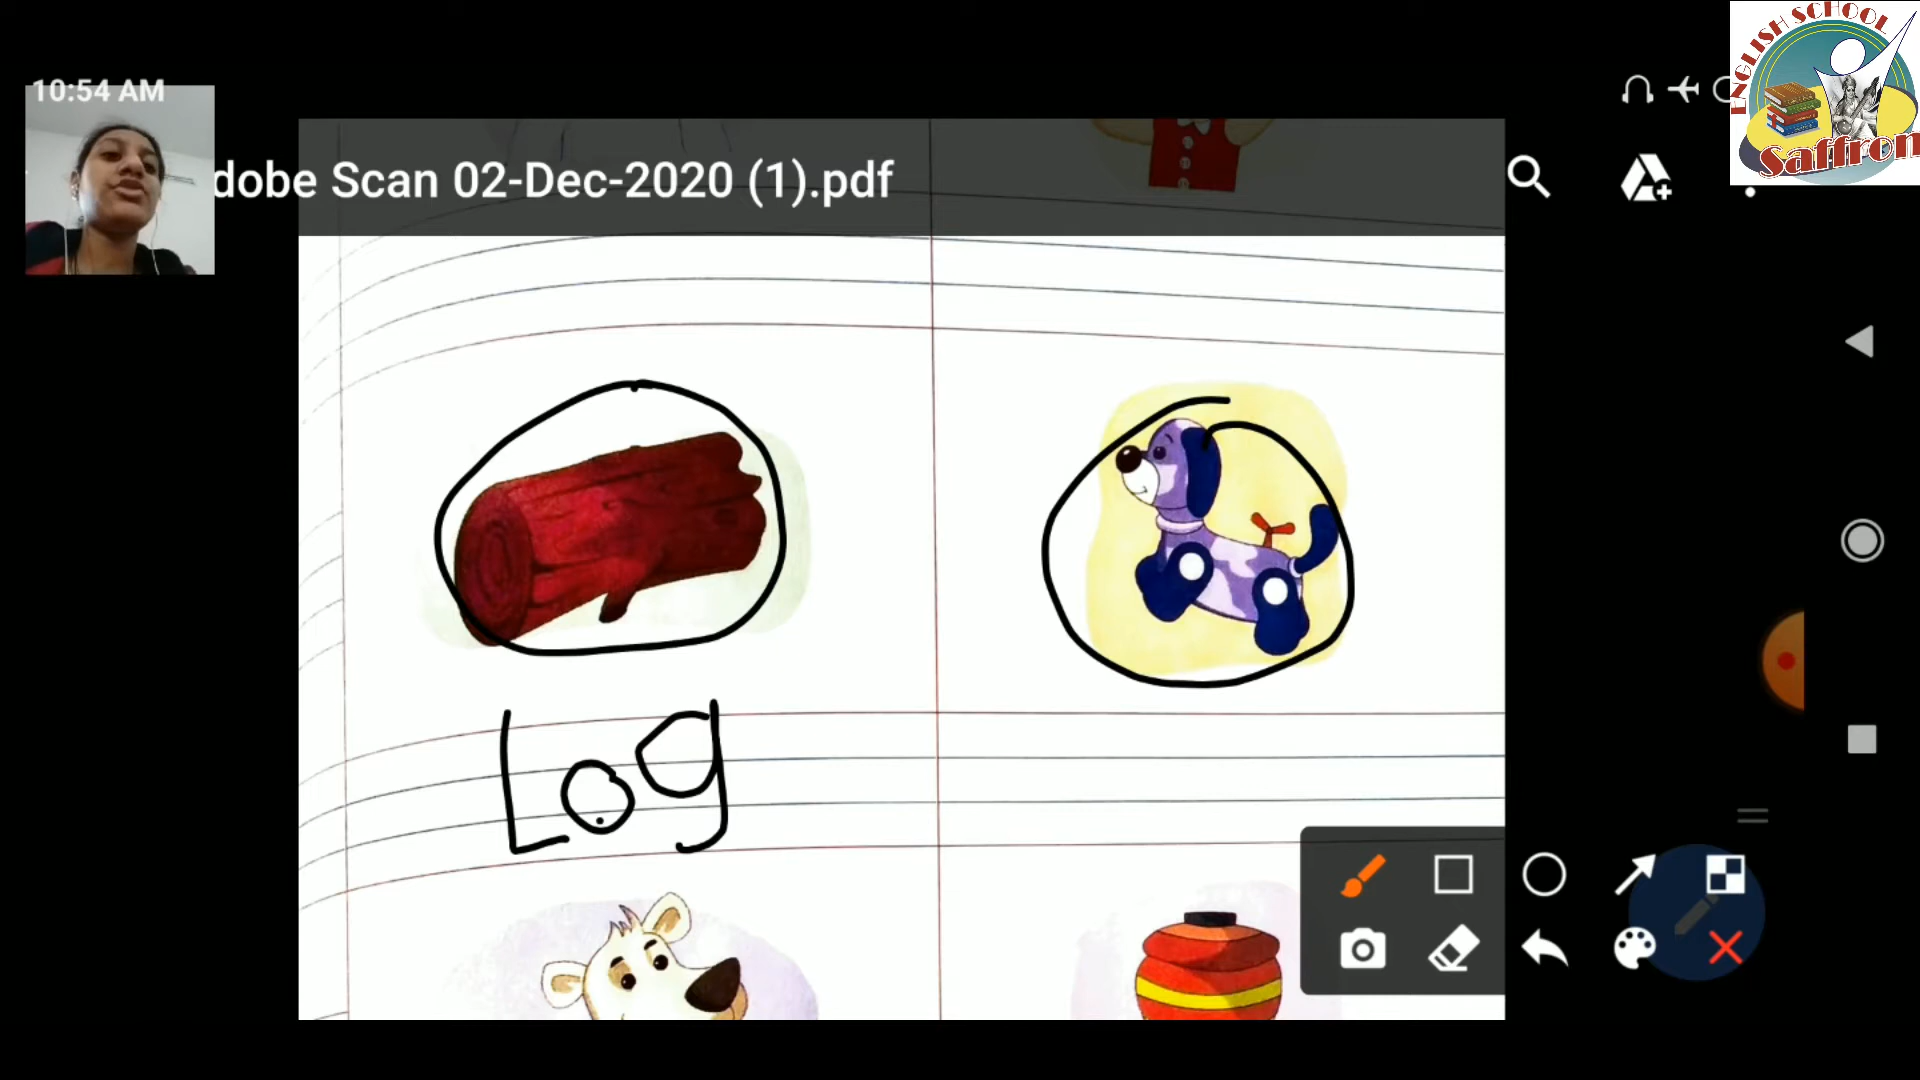 10:54 AM
ENGLISH SCHOOL
Saffron
dobe Scan 02-Dec-2020 (1).pdf
Log